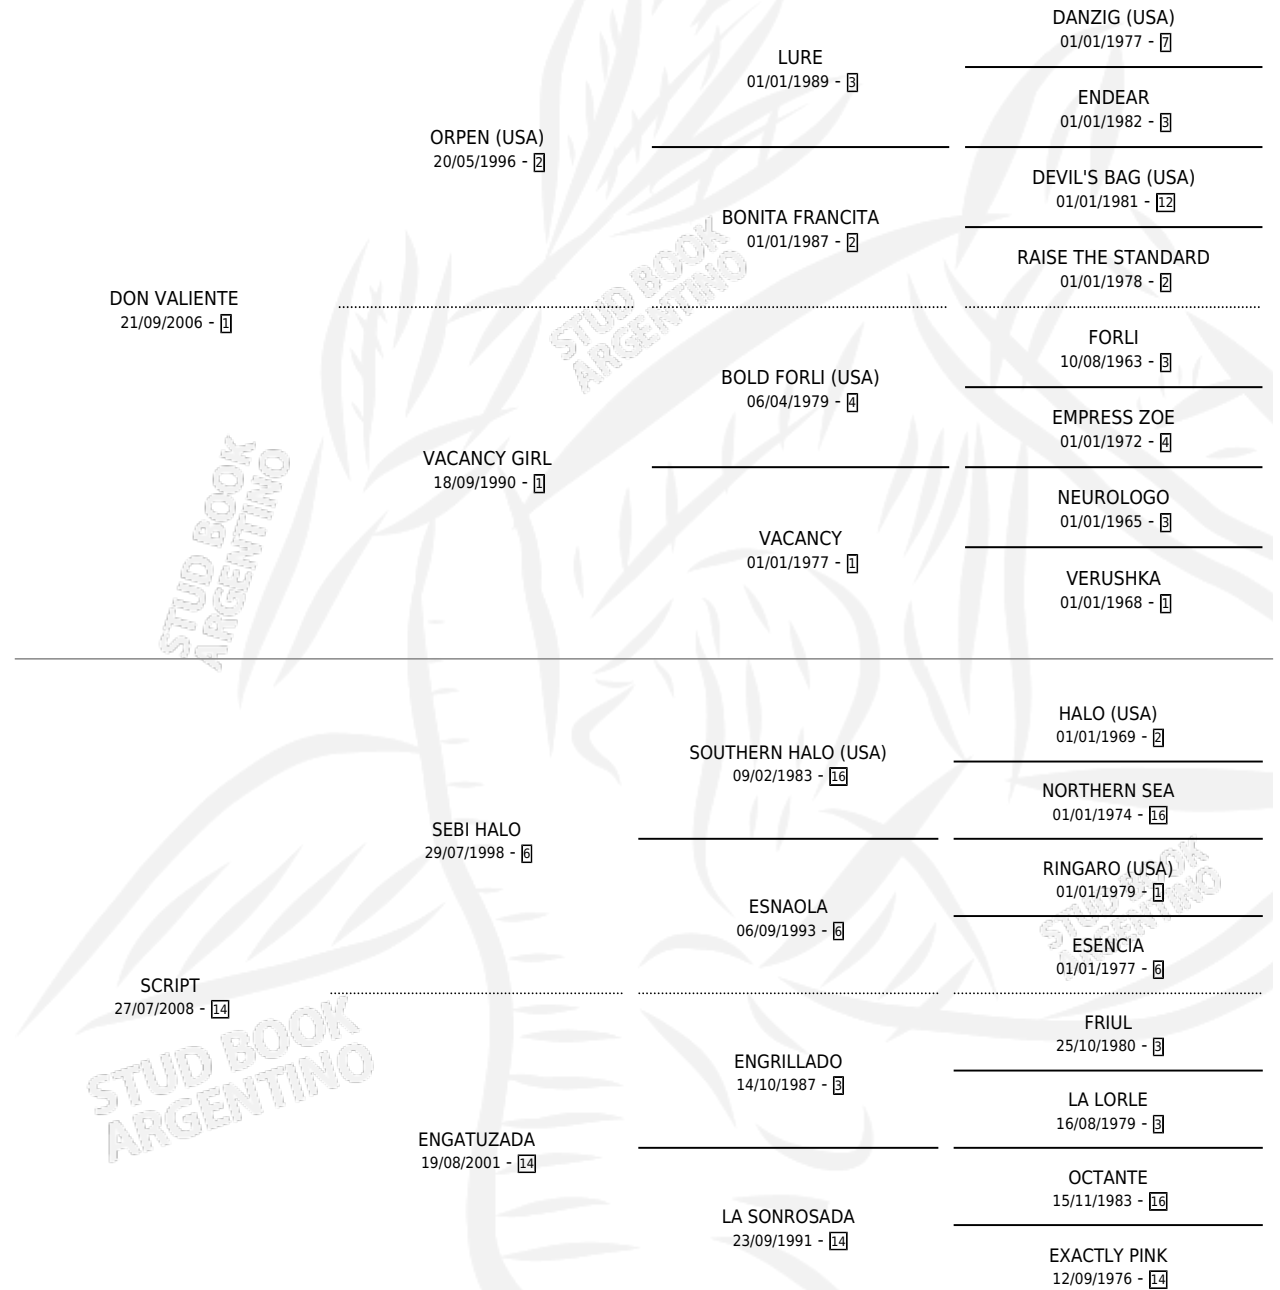 DANZIG (USA)
01/01/1977 - 7
LURE
01/01/1989 - 3
ENDEAR
01/01/1982 - 3
ORPEN (USA)
20/05/1996 - 2
DEVIL'S BAG (USA)
01/01/1981 - 12
BONITA FRANCITA
01/01/1987 - 2
RAISE THE STANDARD
01/01/1978 - 2
DON VALIENTE
21/09/2006 - 1
STUD BOOK
ARGENTINO
FORLI
10/08/1963 - 3
BOLD FORLI (USA)
06/04/1979 - 4
EMPRESS ZOE
01/01/1972 - 4
VACANCY GIRL
18/09/1990 - 1
NEUROLOGO
01/01/1965 - 3
VACANCY
01/01/1977 - 1
VERUSHKA
01/01/1968 - 1
STUD BOOK
ARGENTINO
HALO (USA)
01/01/1969 - 2
SOUTHERN HALO (USA)
09/02/1983 - 16
NORTHERN SEA
01/01/1974 - 16
SEBI HALO
29/07/1998 - 6
RINGARO (USA)
01/01/1979 - 1
ESNAOLA
06/09/1993 - 6
ESENCIA
01/01/1977 - 6
STUD BOOK
ARGENTINO
SCRIPT
27/07/2008 - 14
FRIUL
25/10/1980 - 3
ENGRILLADO
14/10/1987 - 3
LA LORLE
16/08/1979 - 3
STUD BOOK
ARGENTINO
ENGATUZADA
19/08/2001 - 14
OCTANTE
15/11/1983 - 16
LA SONROSADA
23/09/1991 - 14
EXACTLY PINK
12/09/1976 - 14